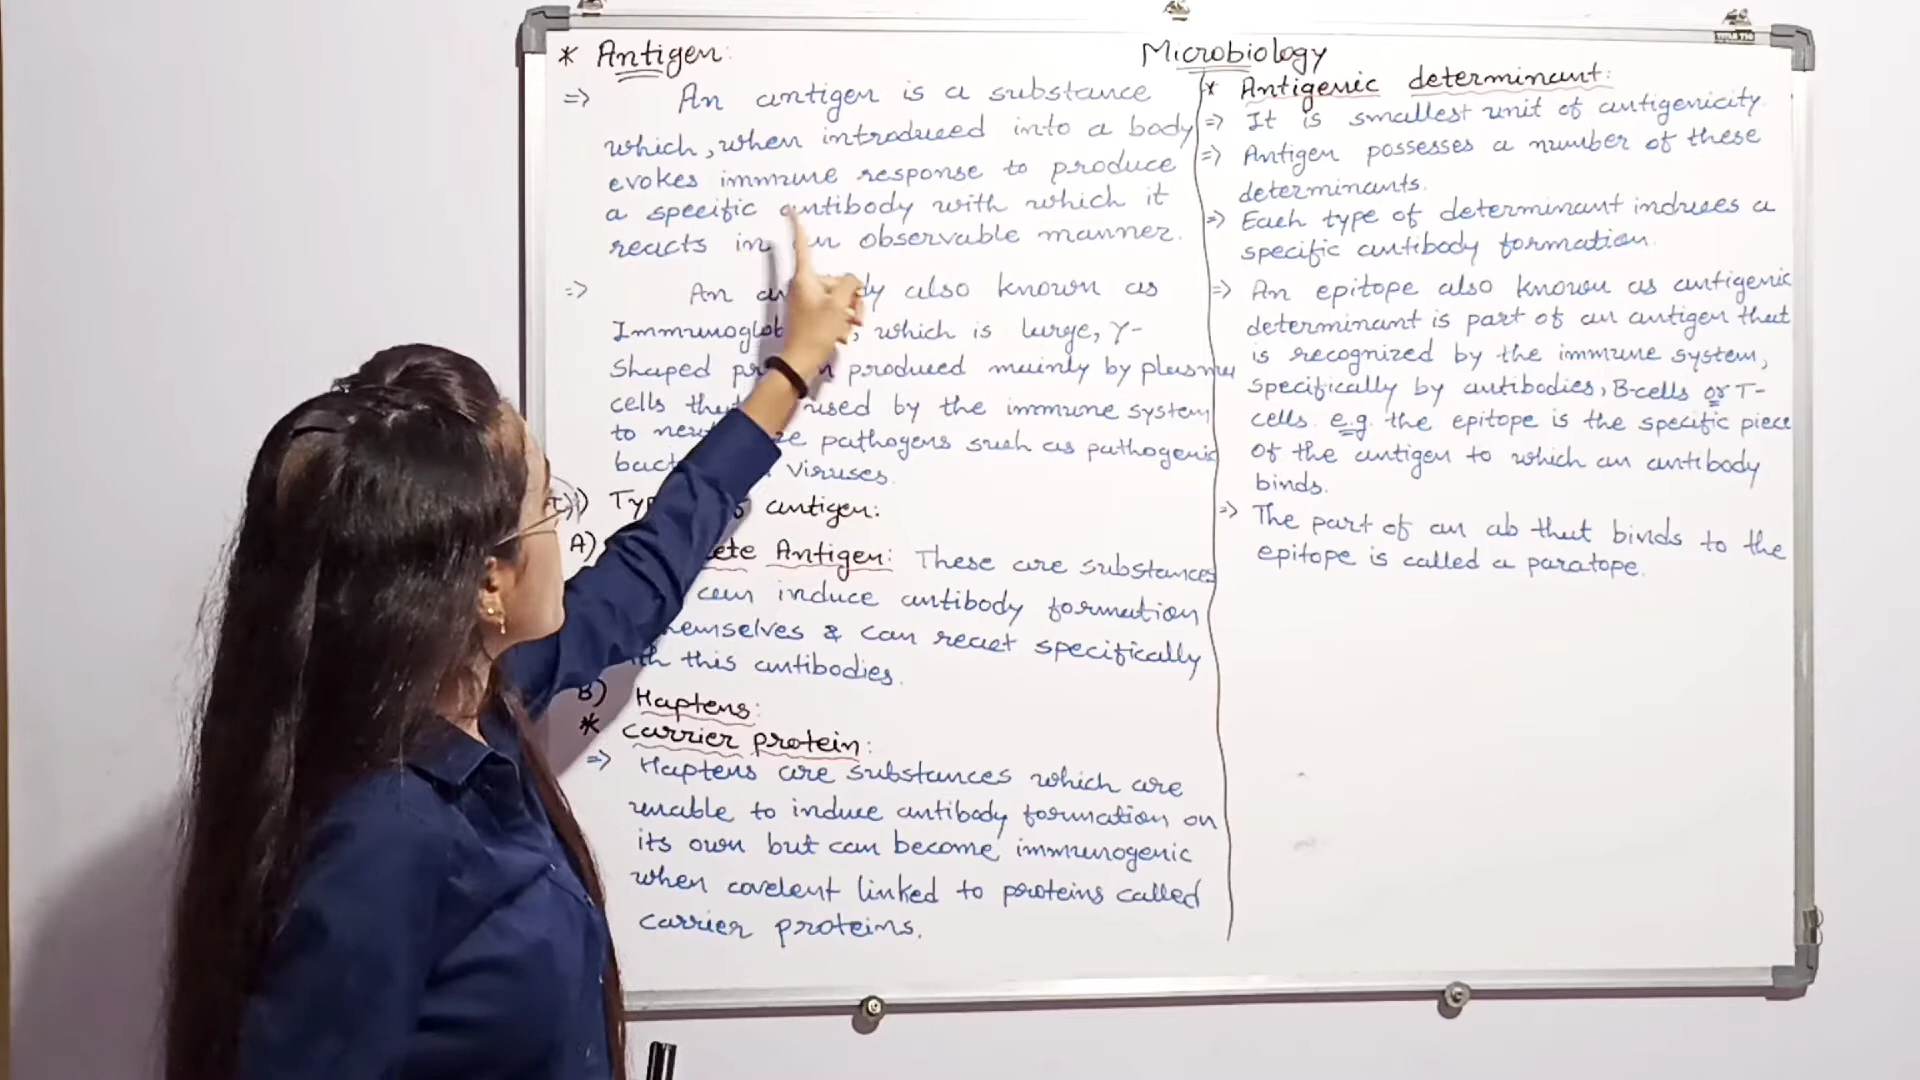 Microbiology
* Antigen:
=> An antigen is a substance
which, when introduced into a body
evokes immune response to produce
a specific antibody with which it
reacts in an observable manner.
=> An also known as
which is large, Y-
Shaped produced mainly by plasma
cells used by the immune system
to pathogens such as pathogenic
viruses.
antigen:
A) Antigen: These are substances
can induce antibody formation
themselves & can react specifically
this antibodies.
B) Haptens:
* Carrier protein:
=> Haptens are substances which are
unable to induce antibody formation on
its own but can become immunogenic
when covelent linked to proteins called
carrier proteins.
* Antigenic determinant:
=> It is smallest unit of antigenicity
=> Antigen possesses a number of these
determinants.
=> Each type of determinant induces a
specific antibody formation.
=> An epitope also known as antigenic
determinant is part of an antigen that
is recognized by the immune system,
specifically by antibodies, B-cells or T-
cells. e.g. the epitope is the specific piece
of the antigen to which an antibody
binds.
=> The part of an ab that binds to the
epitope is called a paratope.